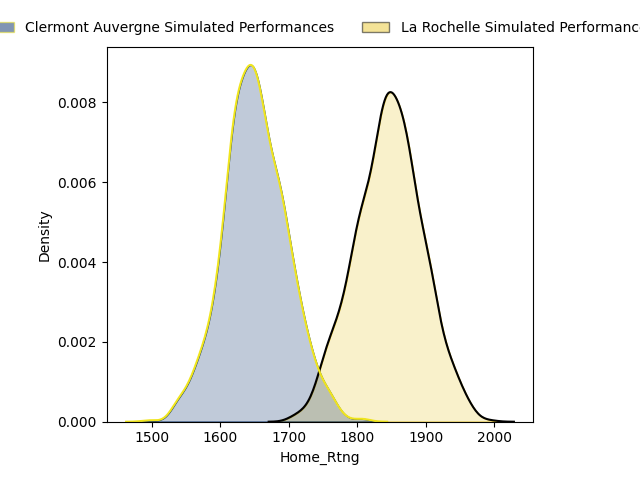 Clermont Auvergne Simulated Performances
La Rochelle Simulated Performanc
0.008
0.006
0.004
0.002
0.000
Density
1500 1600 1700 1800 1900 2000
Home_Rtng